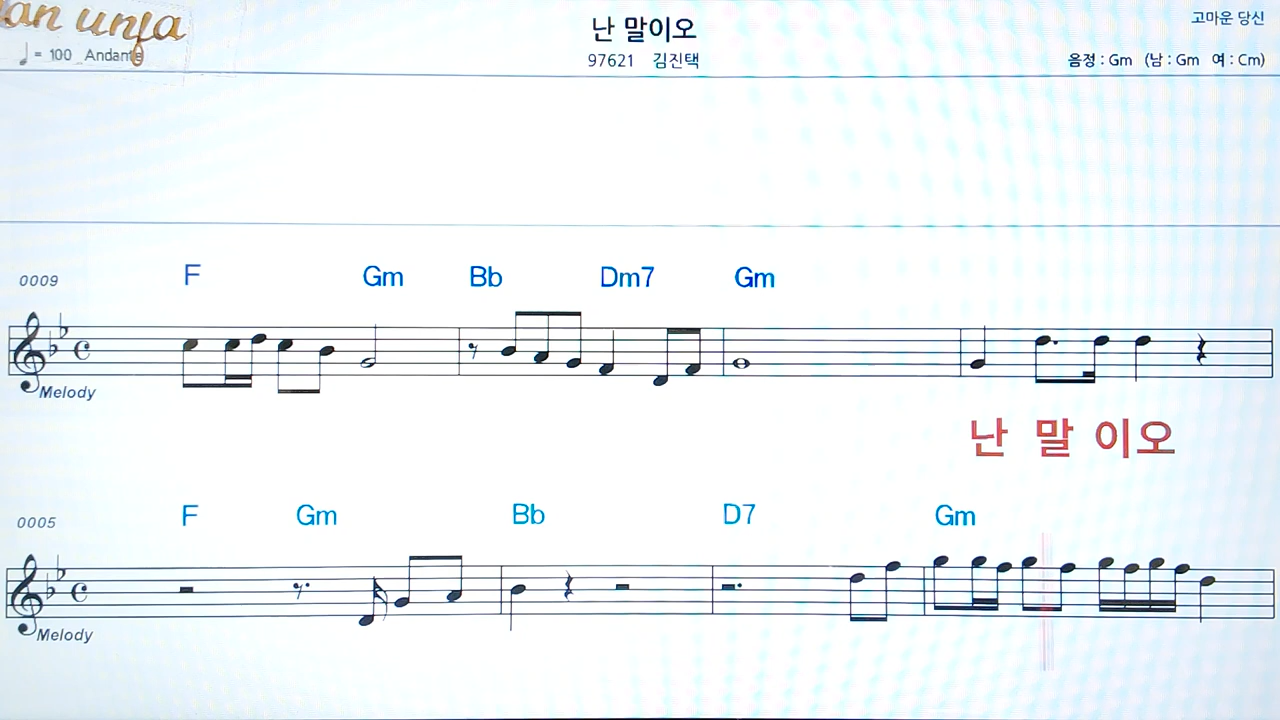 난 말이오
고마운 당신
♩= 100 Andante
97621 김진택
음정 : Gm (남 : Gm 여 : Cm)
0009
F Gm Bb Dm7 Gm
Melody
난 말 이오
0005
F Gm Bb D7 Gm
Melody